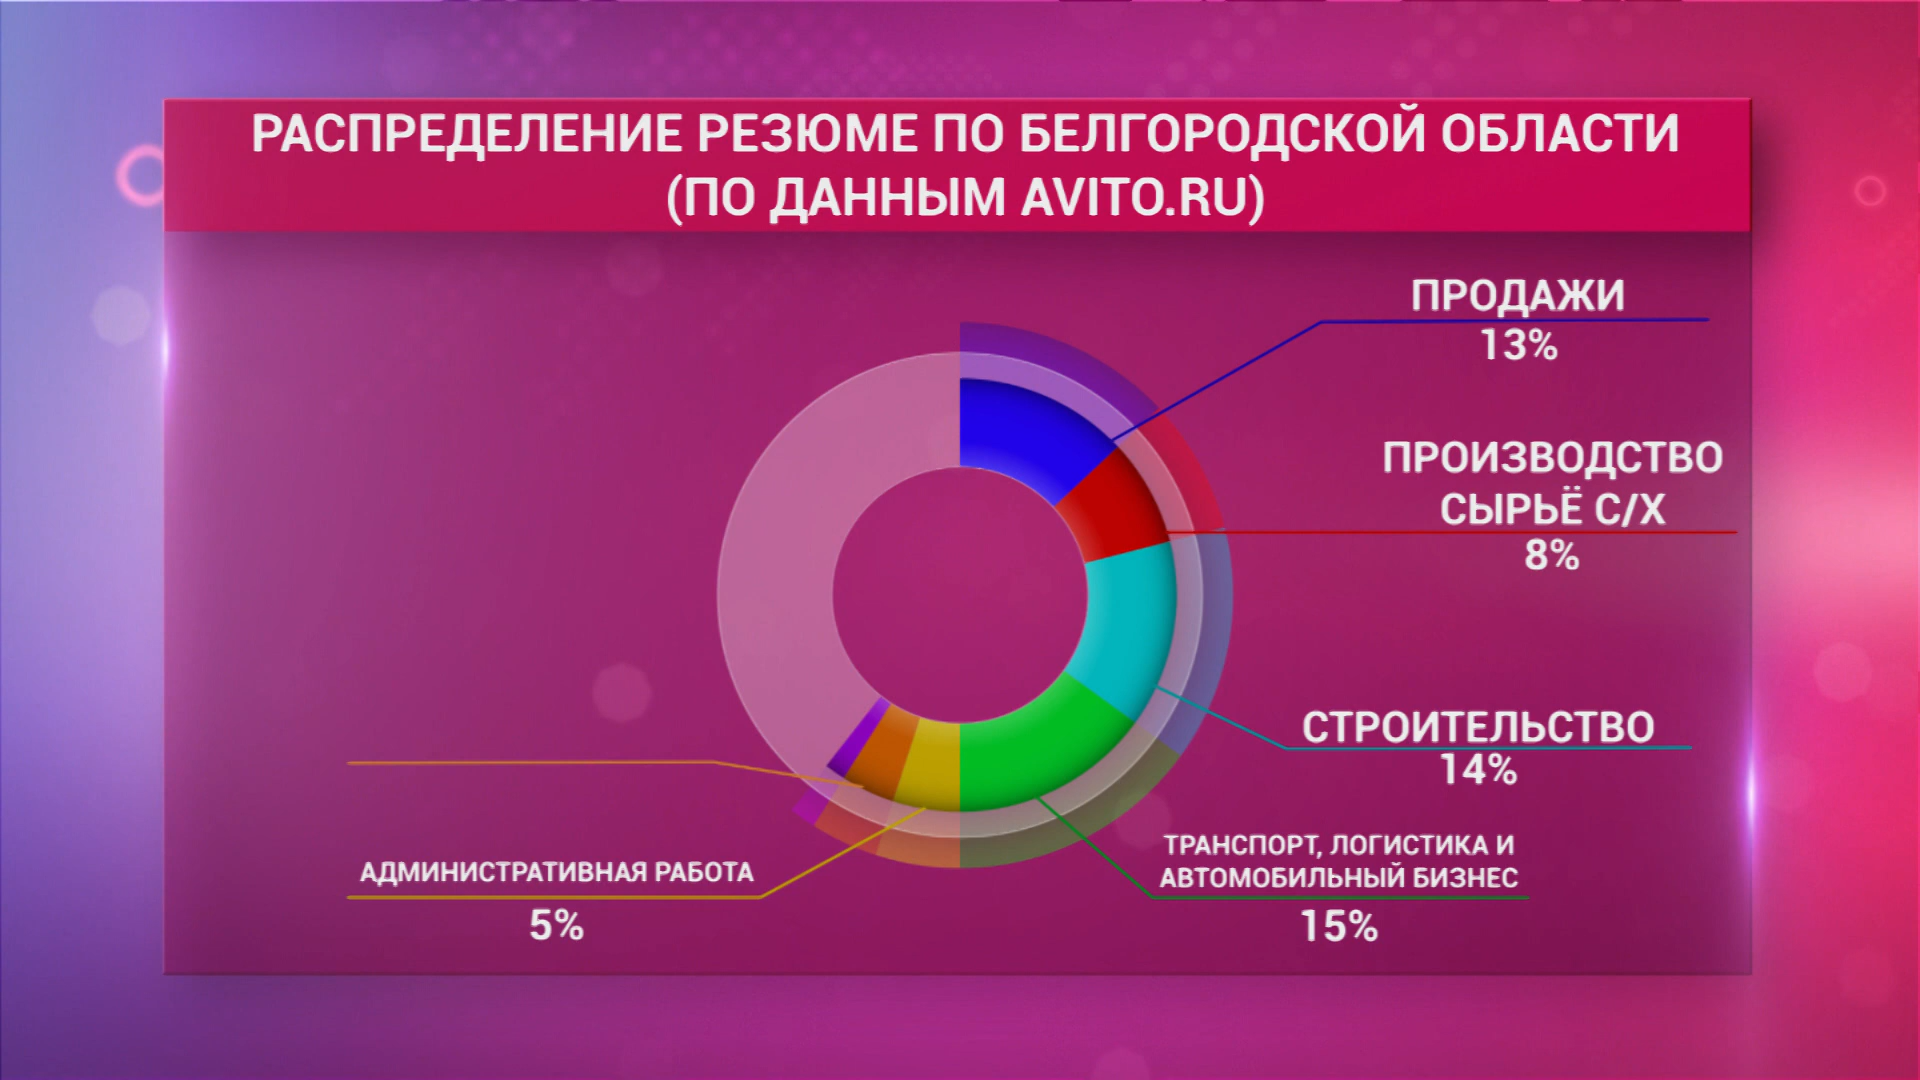 РАСПРЕДЕЛЕНИЕ РЕЗЮМЕ ПО БЕЛГОРОДСКОЙ ОБЛАСТИ
(ПО ДАННЫМ AVITO.RU)
ПРОДАЖИ
13%
ПРОИЗВОДСТВО
СЫРЬЁ С/Х
8%
СТРОИТЕЛЬСТВО
14%
ТРАНСПОРТ, ЛОГИСТИКА И
АВТОМОБИЛЬНЫЙ БИЗНЕС
15%
АДМИНИСТРАТИВНАЯ РАБОТА
5%